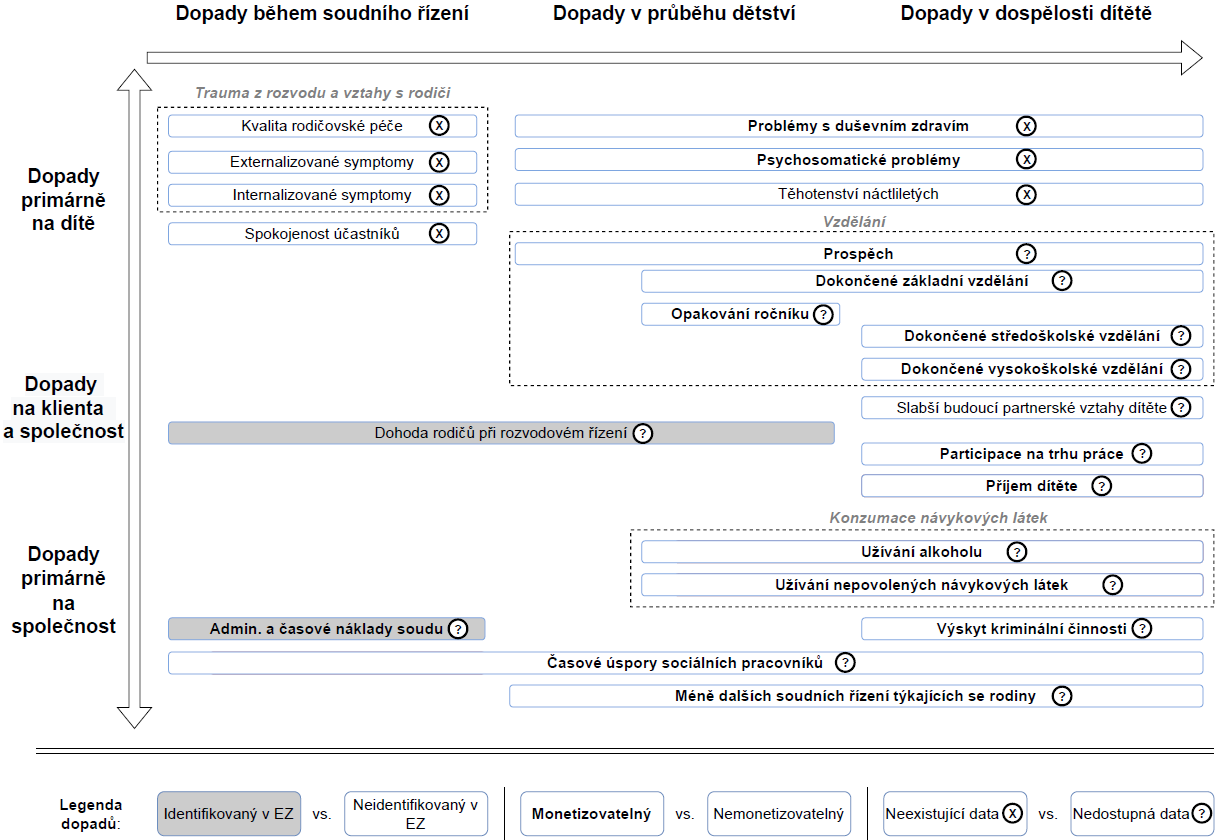 Dopady během soudního řízení
Dopady v průběhu dětství
Dopady v dospělosti dítětě
Trauma z rozvodu a vztahy s rodiči
Kvalita rodičovské péče X
Problémy s duševním zdravím X
Externalizované symptomy X
Psychosomatické problémy X
Dopady
primárně
na dítě
Internalizované symptomy X
Těhotenství náctliletých X
Spokojenost účastníků X
Vzdělání
Prospěch ?
Dokončené základní vzdělání ?
Opakování ročníku ?
Dokončené středoškolské vzdělání ?
Dokončené vysokoškolské vzdělání ?
Dopady
na klienta
a společnost
Slabší budoucí partnerské vztahy dítěte ?
Dohoda rodičů při rozvodovém řízení ?
Participace na trhu práce ?
Příjem dítěte ?
Konzumace návykových látek
Užívání alkoholu ?
Užívání nepovolených návykových látek ?
Dopady
primárně
na
společnost
Admin. a časové náklady soudu ?
Výskyt kriminální činnosti ?
Časové úspory sociálních pracovníků ?
Méně dalších soudních řízení týkajících se rodiny ?
Legenda
dopadů:
Identifikovaný v EZ
vs.
Neidentifikovaný v
EZ
Monetizovatelný
vs.
Nemonetizovatelný
Neexistující data X
vs.
Nedostupná data ?